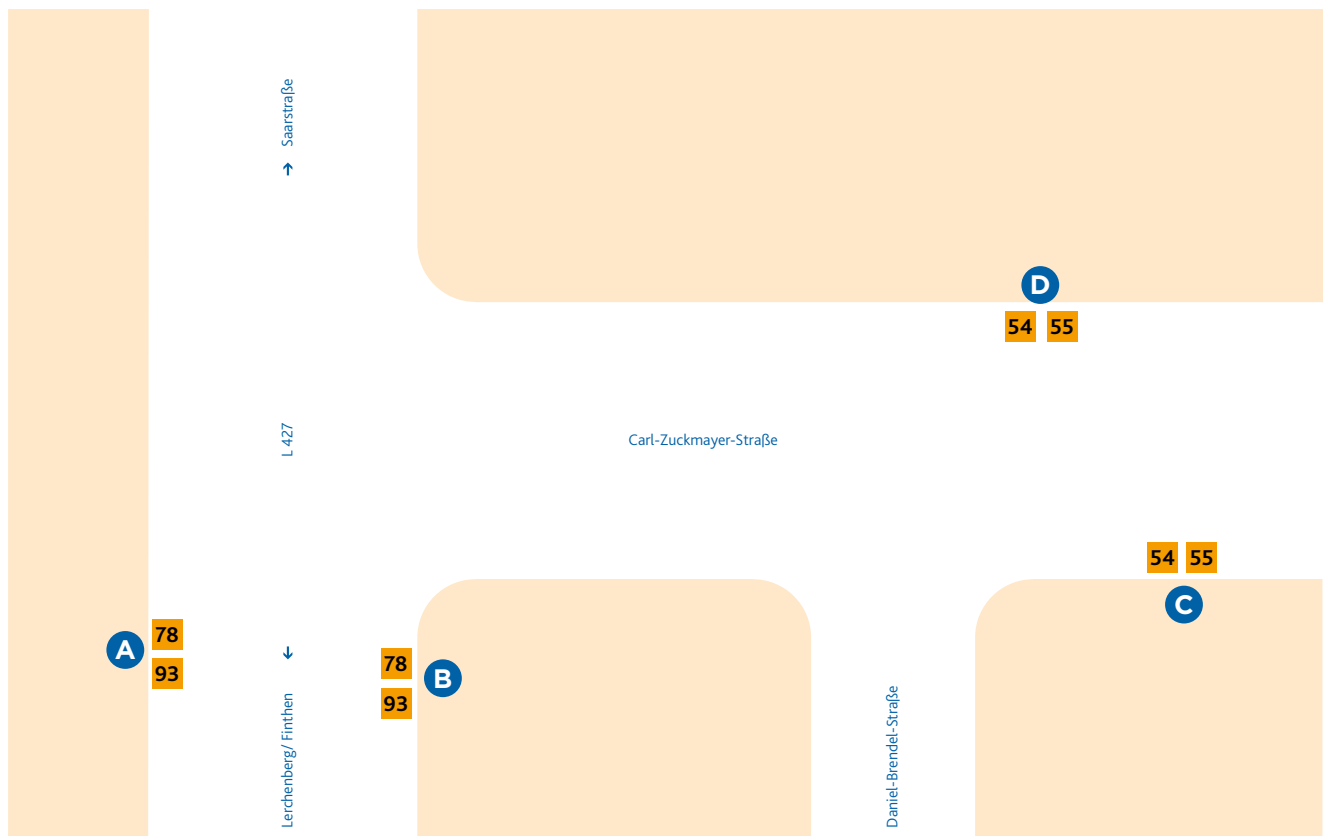 → Saarstraße
D
54 55
L 427
Carl-Zuckmayer-Straße
54 55
C
A
78
93
78
93
B
← Lerchenberg/ Finthen
Daniel-Brendel-Straße